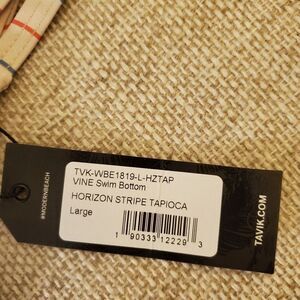 TVK-WBE1819-L-HZTAP
VINE Swim Bottom
HORIZON STRIPE TAPIOCA
Large
1 90333 12229 3
#MODERNBEACH
TAVIK.COM